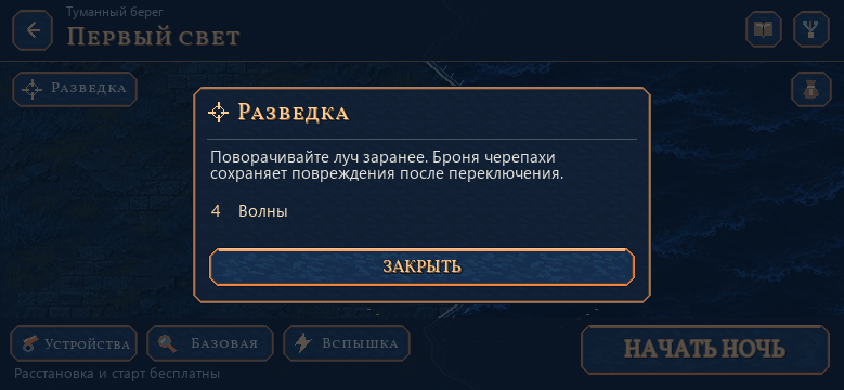 Туманный берег
Первый свет
Разведка
Разведка
Поворачивайте луч заранее. Броня черепахи
сохраняет повреждения после переключения.
4 Волны
ЗАКРЫТЬ
Устройства
Базовая
Вспышка
НАЧАТЬ НОЧЬ
Расстановка и старт бесплатны